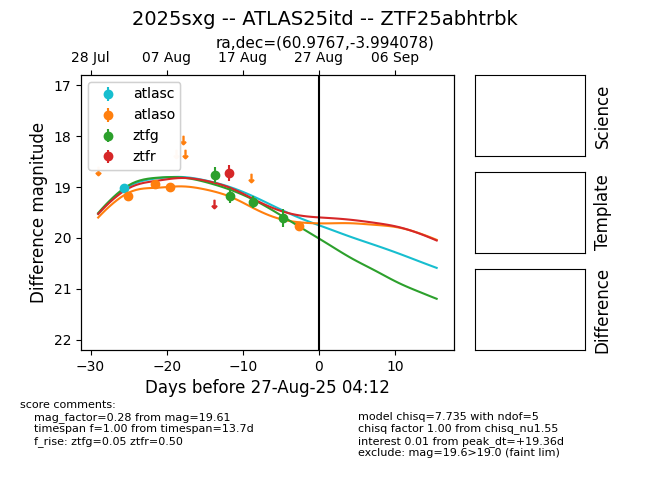 2025sxg -- ATLAS25itd -- ZTF25abhtrbk
ra,dec=(60.9767,-3.994078)
28 Jul 07 Aug 17 Aug 27 Aug 06 Sep
17
18
19
20
21
22
Difference magnitude
atlasc
atlaso
ztfg
ztfr
−30 −20 −10 0 10
Days before 27-Aug-25 04:12
Science
Template
Difference
score comments:
mag_factor=0.28 from mag=19.61
timespan f=1.00 from timespan=13.7d
f_rise: ztfg=0.05 ztfr=0.50
model chisq=7.735 with ndof=5
chisq factor 1.00 from chisq_nu1.55
interest 0.01 from peak_dt=+19.36d
exclude: mag=19.6>19.0 (faint lim)